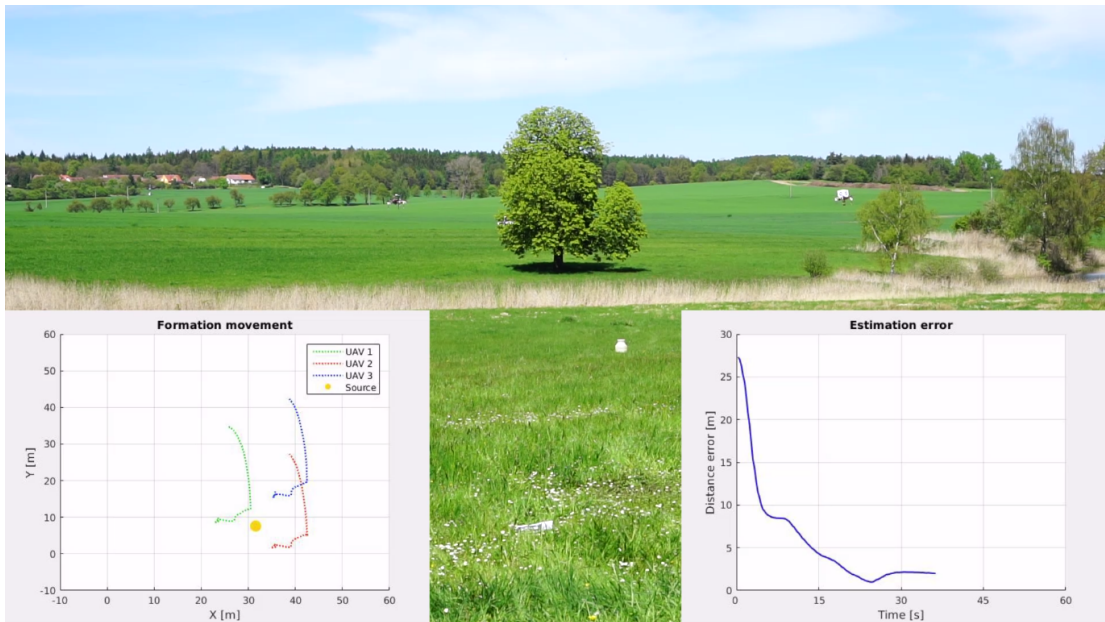 Formation movement
60
50
40
30
20
10
0
-10
Y [m]
-10 0 10 20 30 40 50 60
X [m]
UAV 1
UAV 2
UAV 3
Source
Estimation error
30
25
20
15
10
5
0
Distance error [m]
0 15 30 45 60
Time [s]